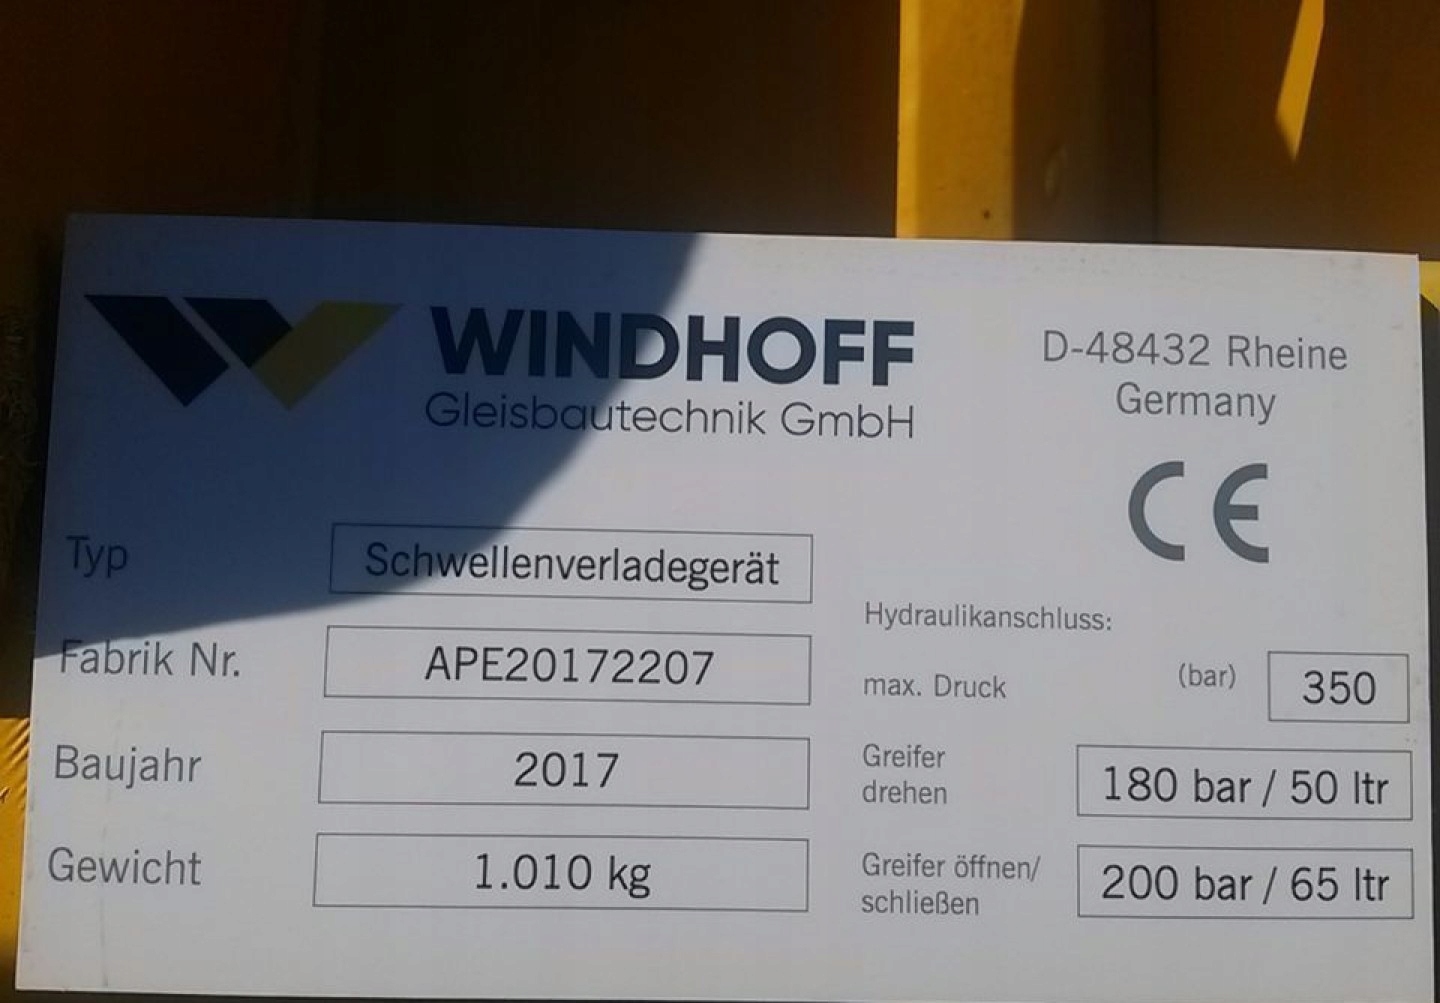 WINDHOFF
Gleisbautechnik GmbH
D-48432 Rheine
Germany
CE
Typ Schwellenverladegerät
Fabrik Nr. APE20172207
Baujahr 2017
Gewicht 1.010 kg
Hydraulikanschluss:
max. Druck (bar) 350
Greifer
drehen 180 bar / 50 ltr
Greifer öffnen/
schließen 200 bar / 65 ltr